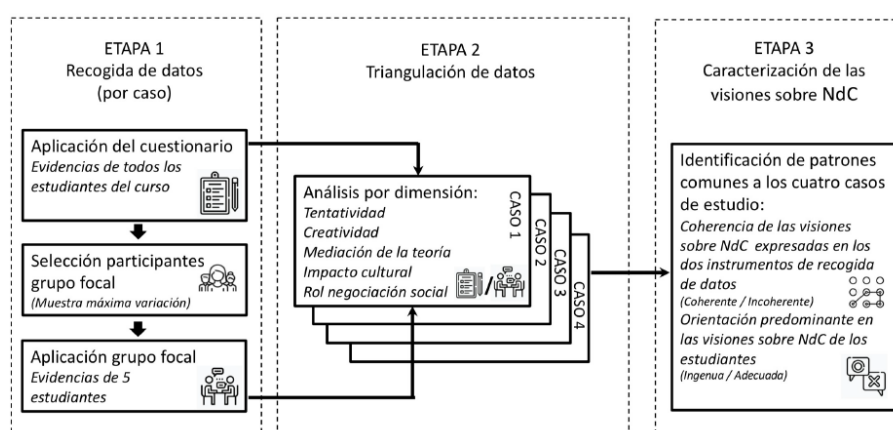 ETAPA 1
Recogida de datos
(por caso)
Aplicación del cuestionario
Evidencias de todos los
estudiantes del curso
Selección participantes
grupo focal
(Muestra máxima variación)
Aplicación grupo focal
Evidencias de 5
estudiantes
ETAPA 2
Triangulación de datos
Análisis por dimensión:
Tentatividad
Creatividad
Mediación de la teoría
Impacto cultural
Rol negociación social
/
CASO 1
CASO 2
CASO 3
CASO 4
ETAPA 3
Caracterización de las
visiones sobre NdC
Identificación de patrones
comunes a los cuatro casos
de estudio:
Coherencia de las visiones
sobre NdC expresadas en los
dos instrumentos de recogida
de datos
(Coherente / Incoherente)
Orientación predominante en
las visiones sobre NdC de los
estudiantes
(Ingenua / Adecuada)